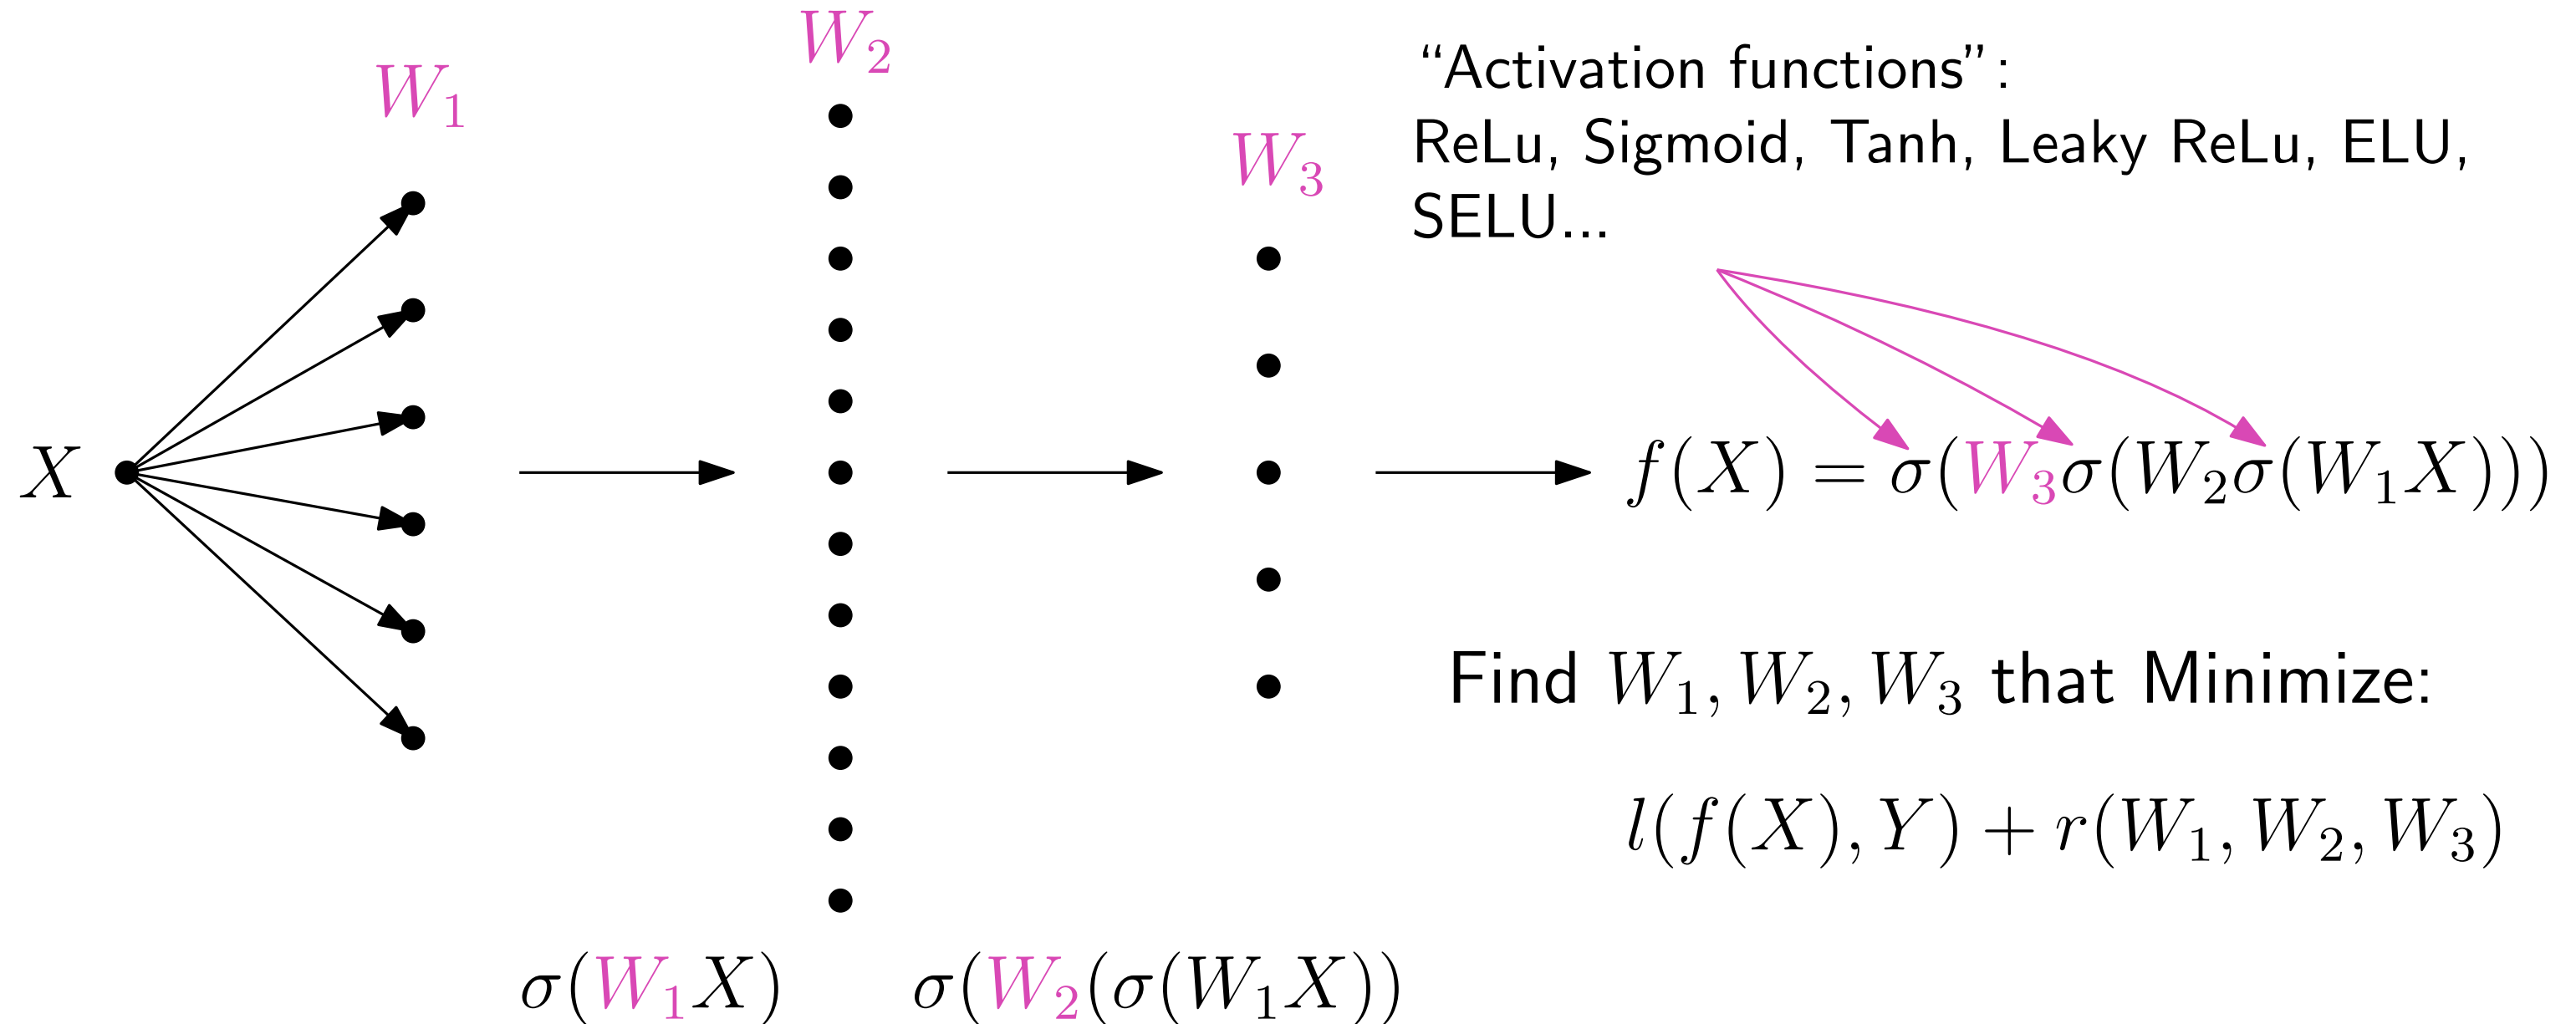 W₁
W₂
W₃
“Activation functions”:
ReLu, Sigmoid, Tanh, Leaky ReLu, ELU,
SELU...
X
f(X) = σ(W₃σ(W₂σ(W₁X)))
Find W₁, W₂, W₃ that Minimize:
l(f(X), Y) + r(W₁, W₂, W₃)
σ(W₁X)
σ(W₂(σ(W₁X))